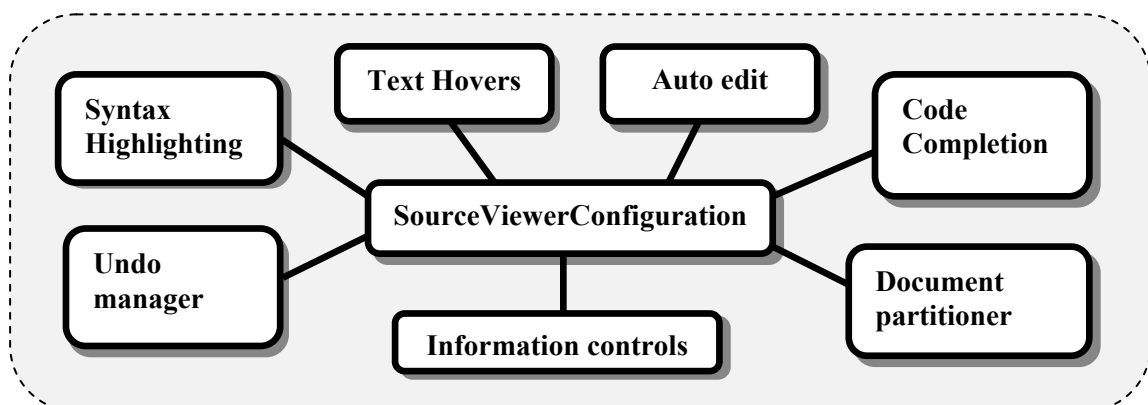 Text Hovers
Auto edit
Syntax
Highlighting
Code
Completion
SourceViewerConfiguration
Undo
manager
Document
partitioner
Information controls